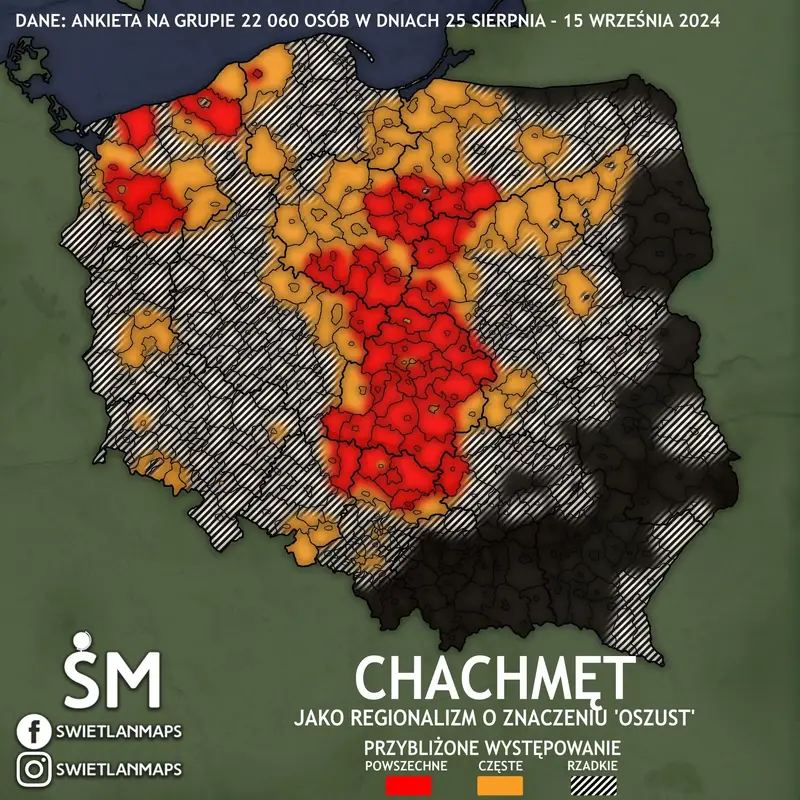 DANE: ANKIETA NA GRUPIE 22 060 OSÓB W DNIACH 25 SIERPNIA - 15 WRZEŚNIA 2024
ŚM
SWIETLANMAPS
SWIETLANMAPS
CHACHMĘT
JAKO REGIONALIZM O ZNACZENIU 'OSZUST'
PRZYBLIŻONE WYSTĘPOWANIE
POWSZECHNE CZĘSTE RZADKIE